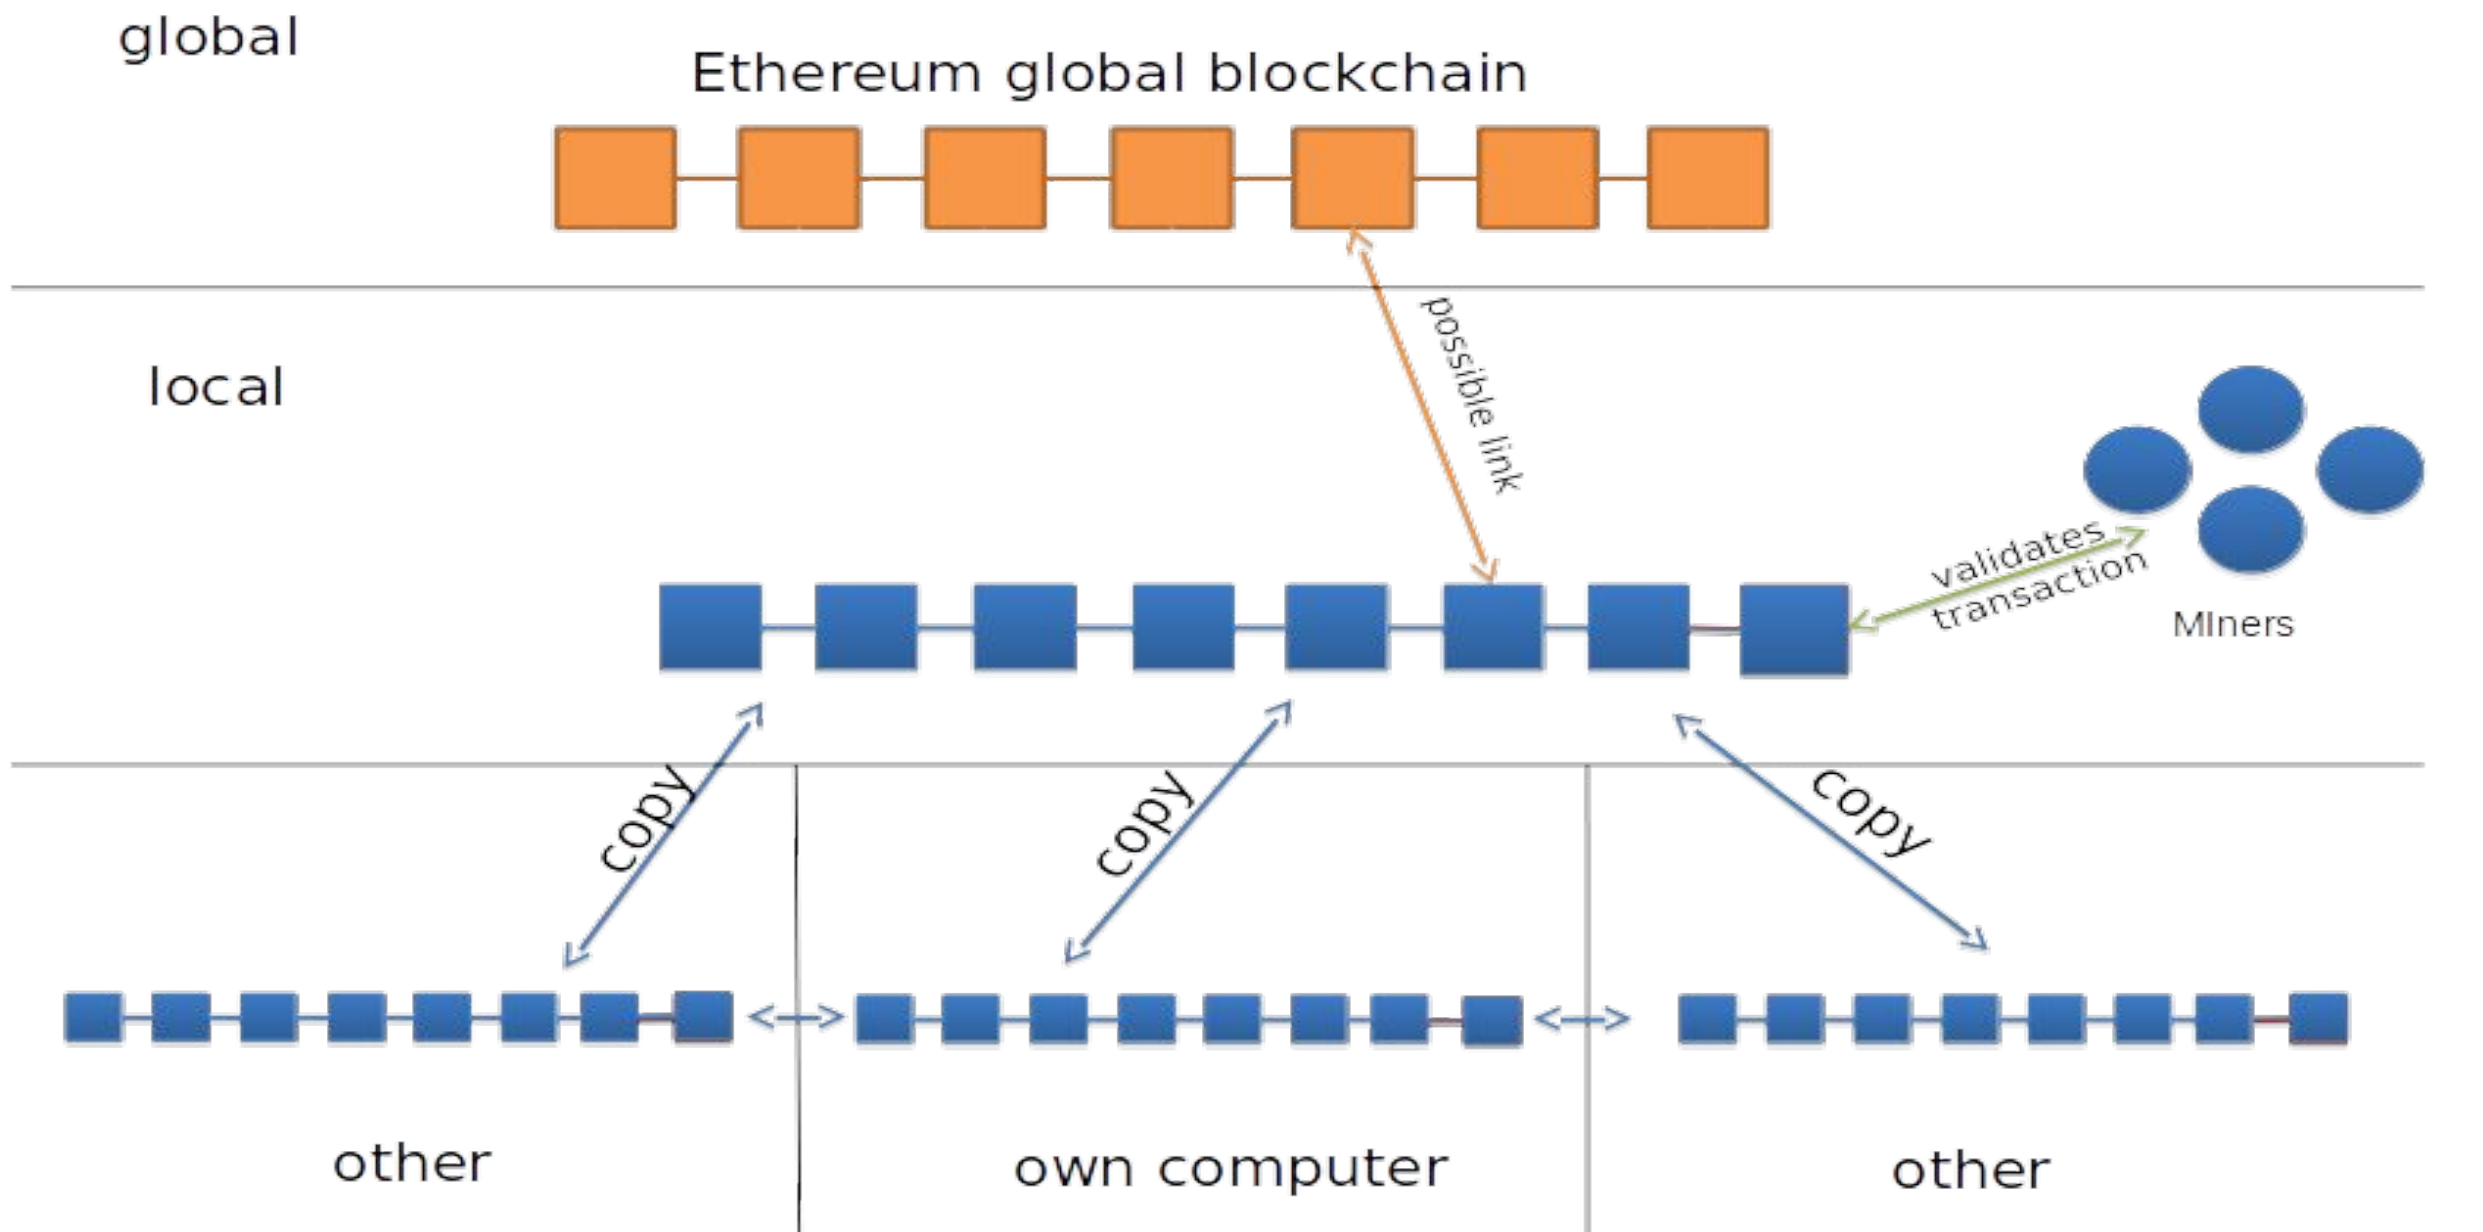 global
Ethereum global blockchain
possible link
local
validates
transaction
MIners
copy
copy
copy
other
own computer
other